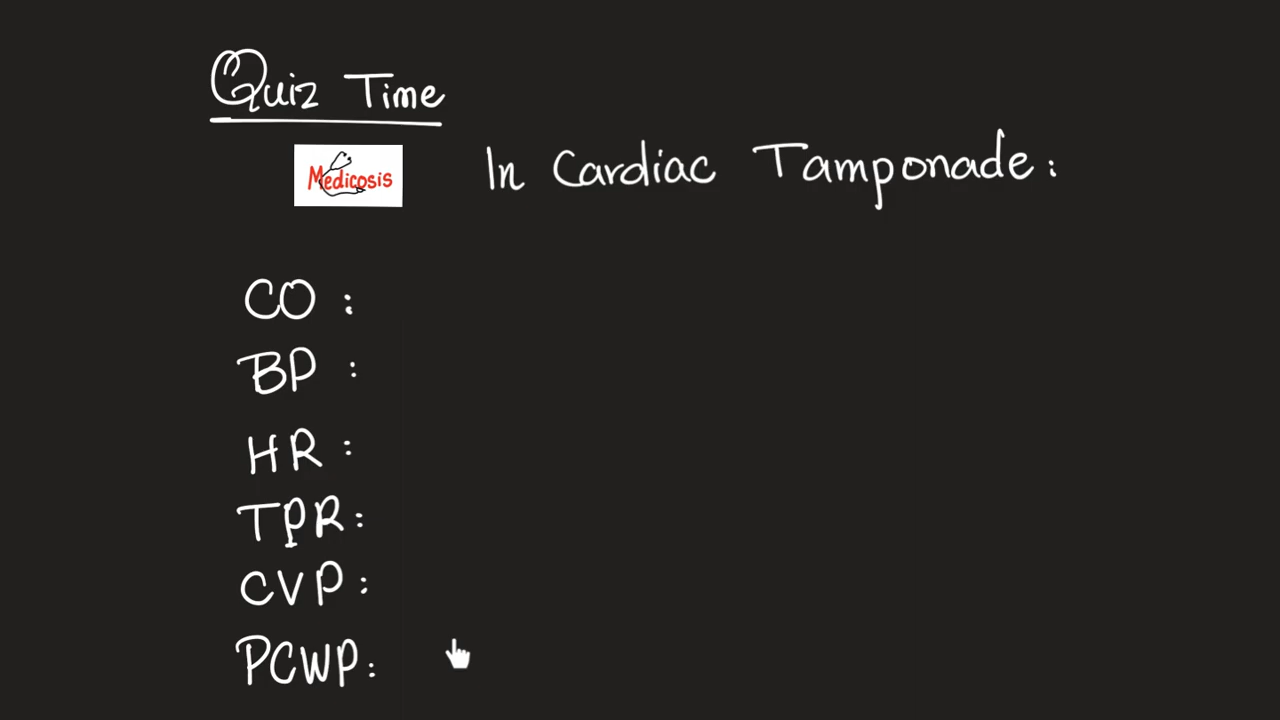 Quiz Time
Medicosis
In Cardiac Tamponade:
CO:
BP:
HR:
TPR:
CVP:
PCWP: